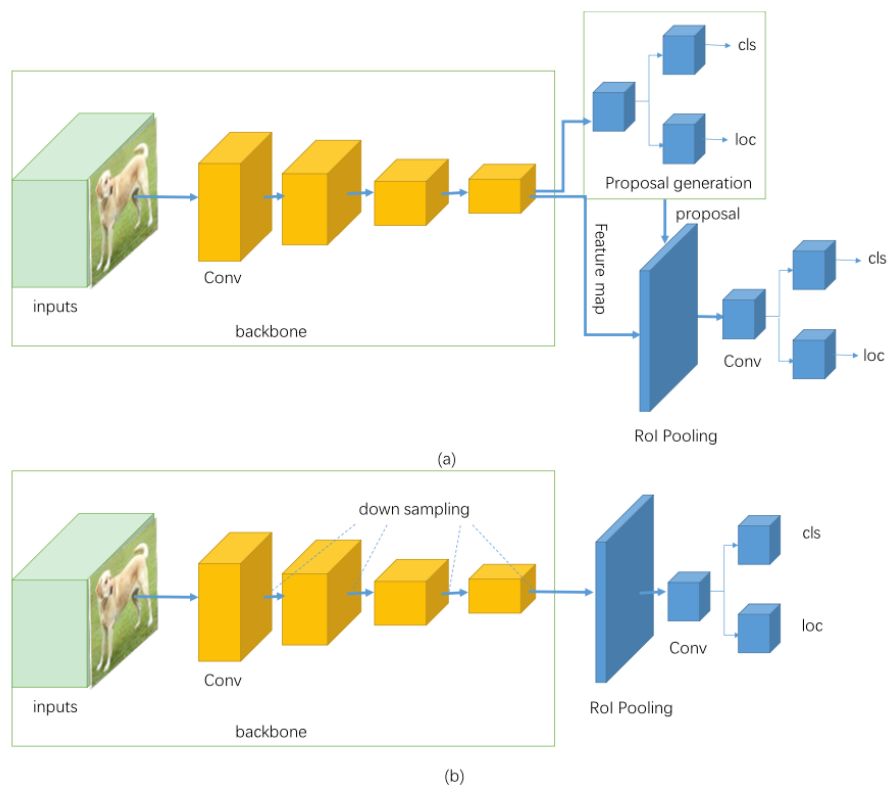 cls
loc
Proposal generation
proposal
Feature map
cls
loc
Conv
Conv
inputs
backbone
RoI Pooling
(a)
down sampling
cls
loc
Conv
Conv
inputs
RoI Pooling
backbone
(b)